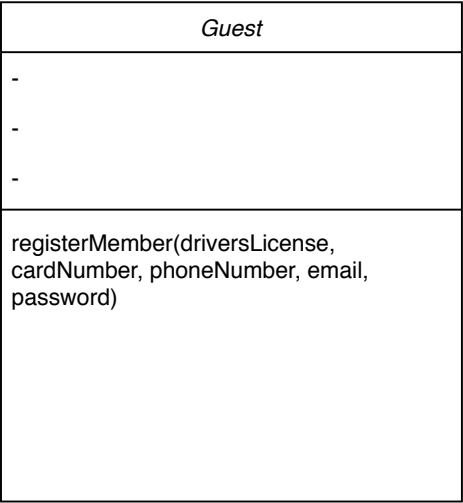 Guest
-
-
-
registerMember(driversLicense,
cardNumber, phoneNumber, email,
password)